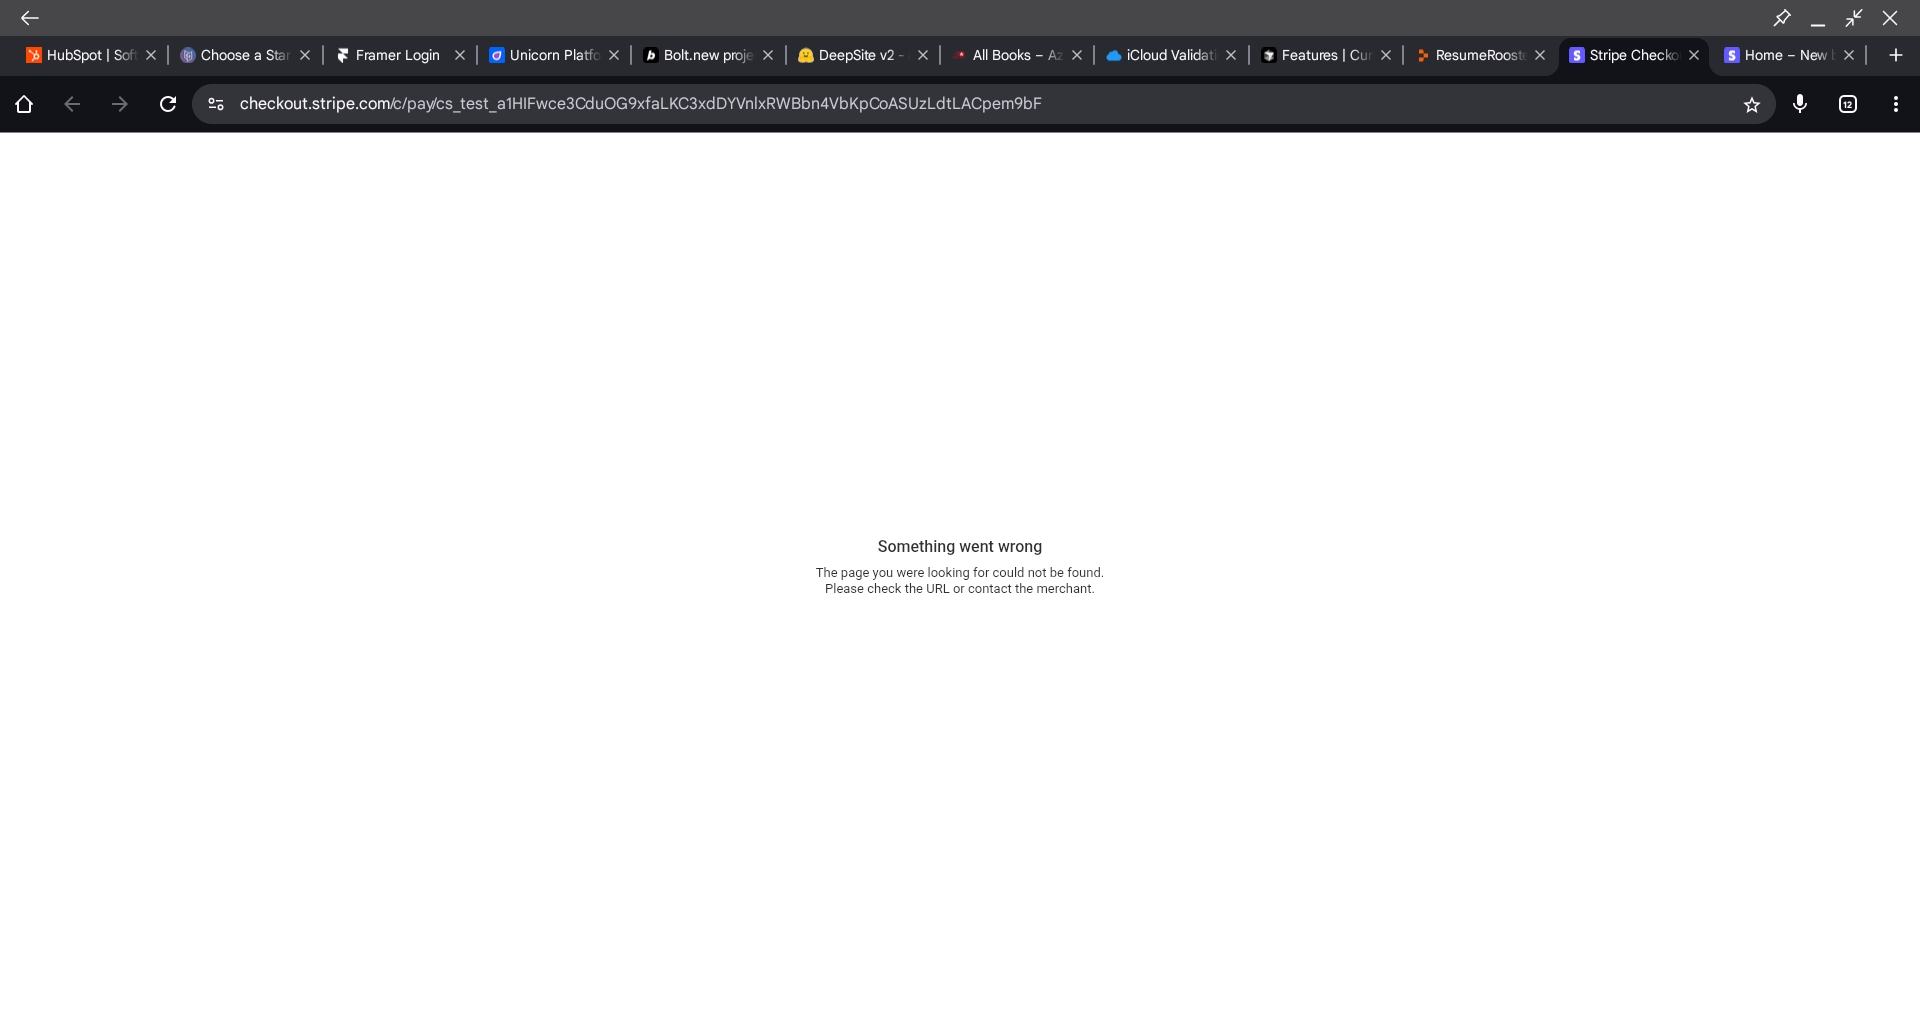 HubSpot | Soft
Choose a Star
Framer Login
Unicorn Platfo
Bolt.new proje
DeepSite v2 -
All Books – Az
iCloud Validati
Features | Cur
ResumeRooste
Stripe Checko
Home – New b
checkout.stripe.com/c/pay/cs_test_a1HIFwce3CduOG9xfaLKC3xdDYVnlxRWBbn4VbKpCoASUzLdtLACpem9bF
12
Something went wrong
The page you were looking for could not be found.
Please check the URL or contact the merchant.